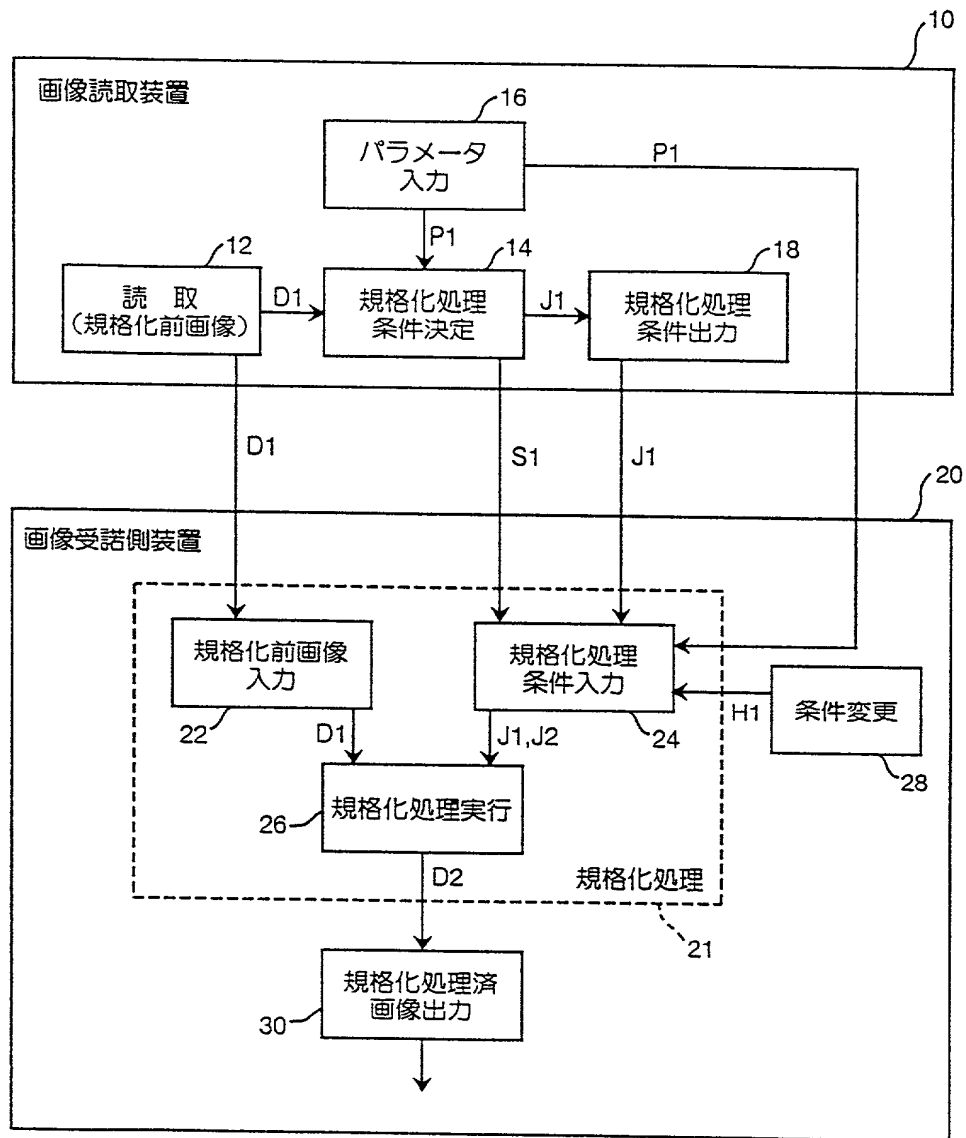 10
画像読取装置
16
パラメータ
入力
P1
P1
12
14
18
読 取
(規格化前画像)
D1
規格化処理
条件決定
J1
規格化処理
条件出力
D1
S1
J1
20
画像受諾側装置
規格化前画像
入力
22
規格化処理
条件入力
24
H1
条件変更
28
D1
J1,J2
26
規格化処理実行
D2
規格化処理
21
規格化処理済
画像出力
30